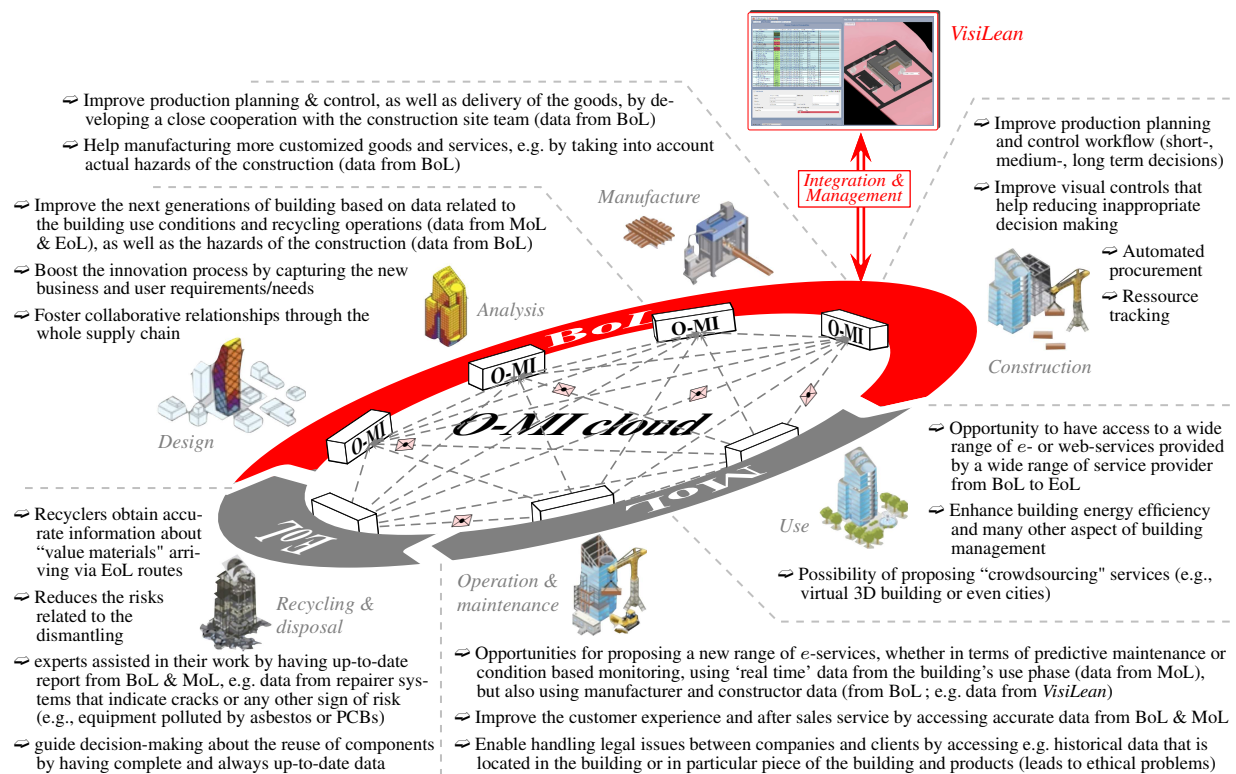 VisiLean
➫ Improve production planning & control, as well as delivery of the goods, by de-
veloping a close cooperation with the construction site team (data from BoL)
➫ Help manufacturing more customized goods and services, e.g. by taking into account
actual hazards of the construction (data from BoL)
➫ Improve production planning
and control workflow (short-,
medium-, long term decisions)
➫ Improve visual controls that
help reducing inappropriate
decision making
➫ Automated
procurement
➫ Ressource
tracking
Construction
Integration &
Management
Manufacture
➫ Improve the next generations of building based on data related to
the building use conditions and recycling operations (data from MoL
& EoL), as well as the hazards of the construction (data from BoL)
➫ Boost the innovation process by capturing the new
business and user requirements/needs
➫ Foster collaborative relationships through the
whole supply chain
Analysis
Design
BoL
O-MI
O-MI
O-MI
O-MI
O-MI cloud
MoL
EoL
➫ Opportunity to have access to a wide
range of e- or web-services provided
by a wide range of service provider
from BoL to EoL
➫ Enhance building energy efficiency
and many other aspect of building
management
➫ Possibility of proposing “crowdsourcing" services (e.g.,
virtual 3D building or even cities)
Use
➫ Recyclers obtain accu-
rate information about
“value materials" arri-
ving via EoL routes
➫ Reduces the risks
related to the
dismantling
➫ experts assisted in their work by having up-to-date
report from BoL & MoL, e.g. data from repairer sys-
tems that indicate cracks or any other sign of risk
(e.g., equipment polluted by asbestos or PCBs)
➫ guide decision-making about the reuse of components
by having complete and always up-to-date data
Recycling &
disposal
Operation &
maintenance
➫ Opportunities for proposing a new range of e-services, whether in terms of predictive maintenance or
condition based monitoring, using ‘real time’ data from the building’s use phase (data from MoL),
but also using manufacturer and constructor data (from BoL ; e.g. data from VisiLean)
➫ Improve the customer experience and after sales service by accessing accurate data from BoL & MoL
➫ Enable handling legal issues between companies and clients by accessing e.g. historical data that is
located in the building or in particular piece of the building and products (leads to ethical problems)